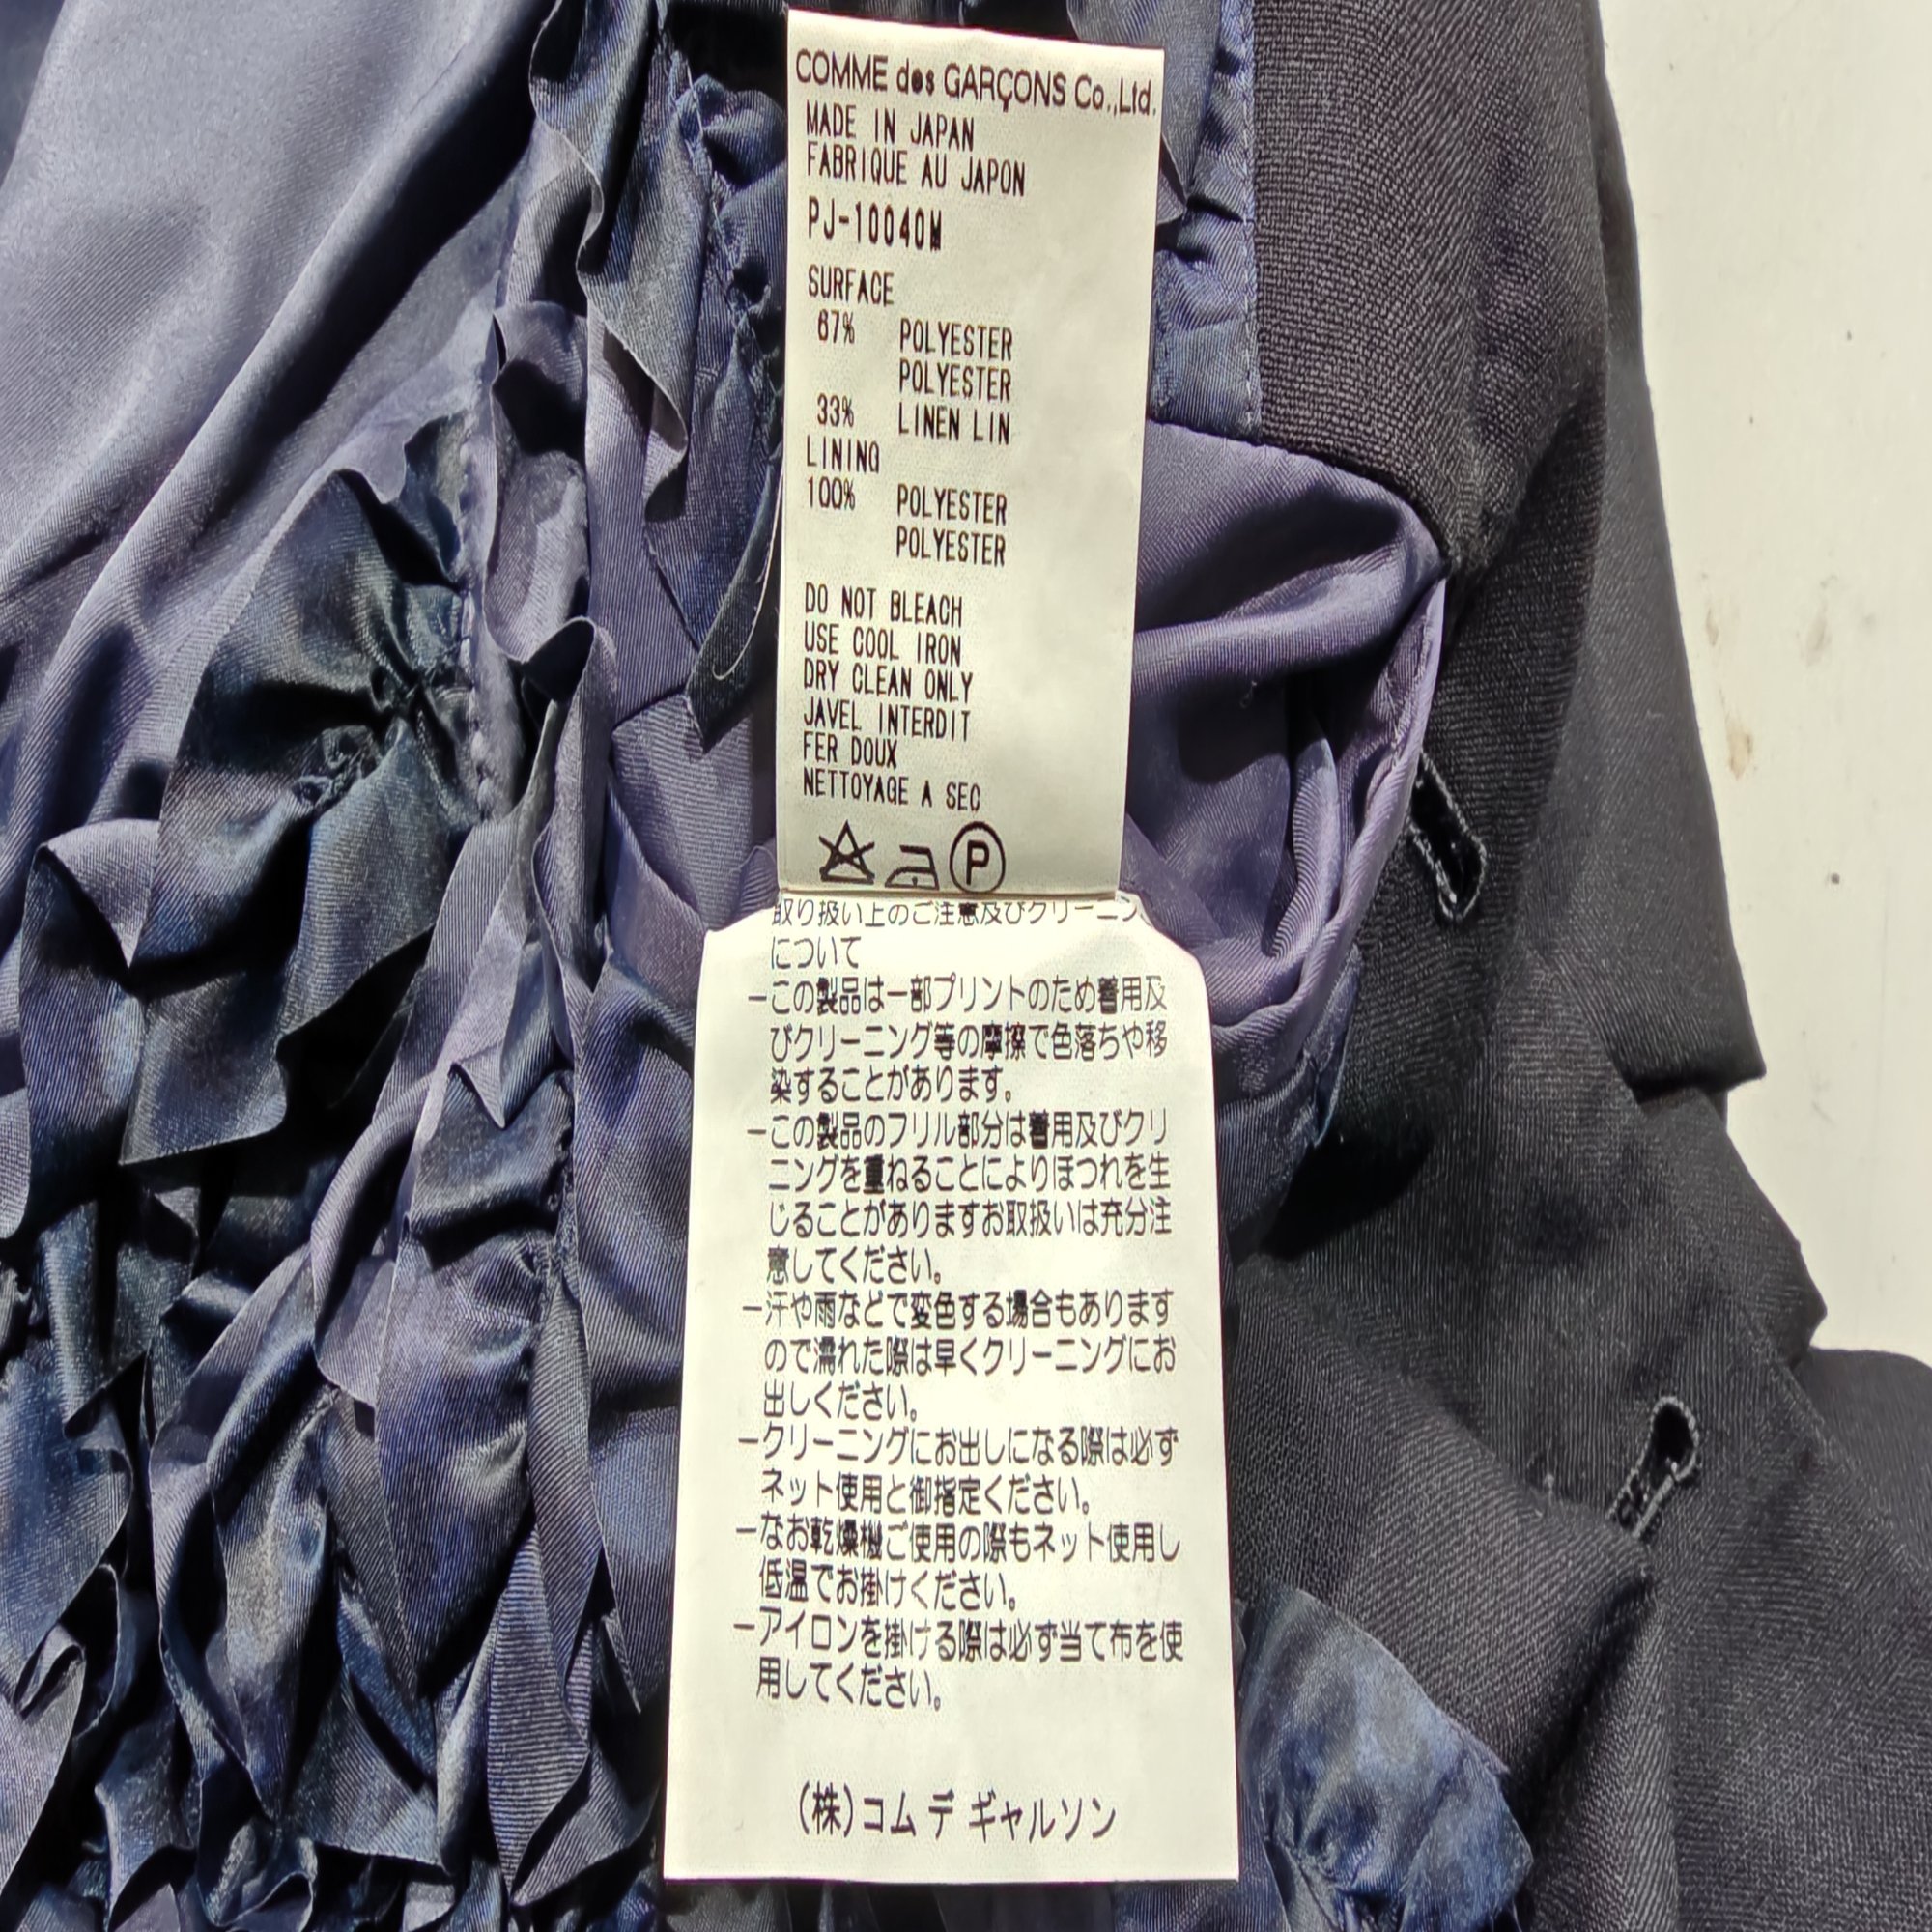 COMME des GARÇONS Co.,Ltd.
MADE IN JAPAN
FABRIQUE AU JAPON
PJ-10040M
SURFACE
67% POLYESTER
POLYESTER
33% LINEN LIN
LINING
100% POLYESTER
POLYESTER
DO NOT BLEACH
USE COOL IRON
DRY CLEAN ONLY
JAVEL INTERDIT
FER DOUX
NETTOYAGE A SEC
P
取り扱い上のご注意及びクリーニン
について
−この製品は一部プリントのため着用及
びクリーニング等の摩擦で色落ちや移
染することがあります。
−この製品のフリル部分は着用及びクリ
ニングを重ねることによりほつれを生
じることがありますお取扱いは充分注
意してください。
−汗や雨などで変色する場合もあります
ので濡れた際は早くクリーニングにお
出しください。
−クリーニングにお出しになる際は必ず
ネット使用と御指定ください。
−なお乾燥機ご使用の際もネット使用し
低温でお掛けください。
−アイロンを掛ける際は必ず当て布を使
用してください。
(株)コム デ ギャルソン